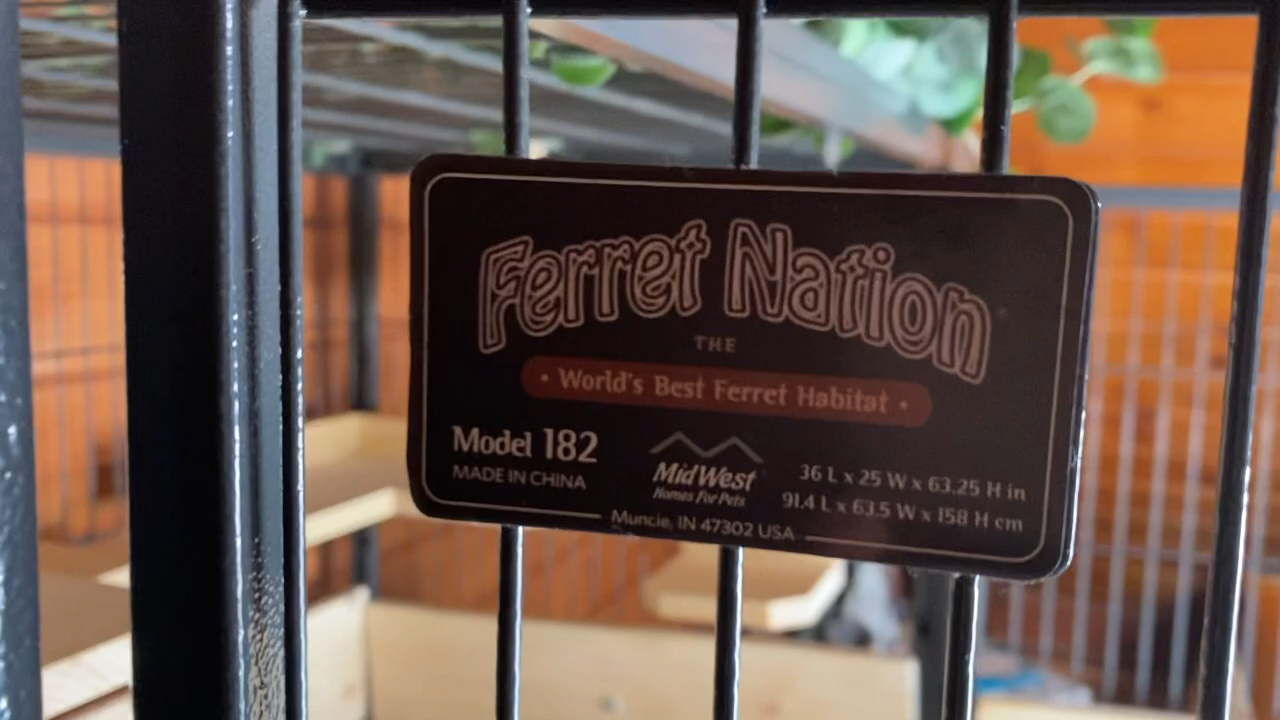 Ferret Nation
THE
• World's Best Ferret Habitat •
Model 182
MADE IN CHINA
MidWest
Homes For Pets
36 L x 25 W x 63.25 H in
91.4 L x 63.5 W x 158 H cm
Muncie, IN 47302 USA